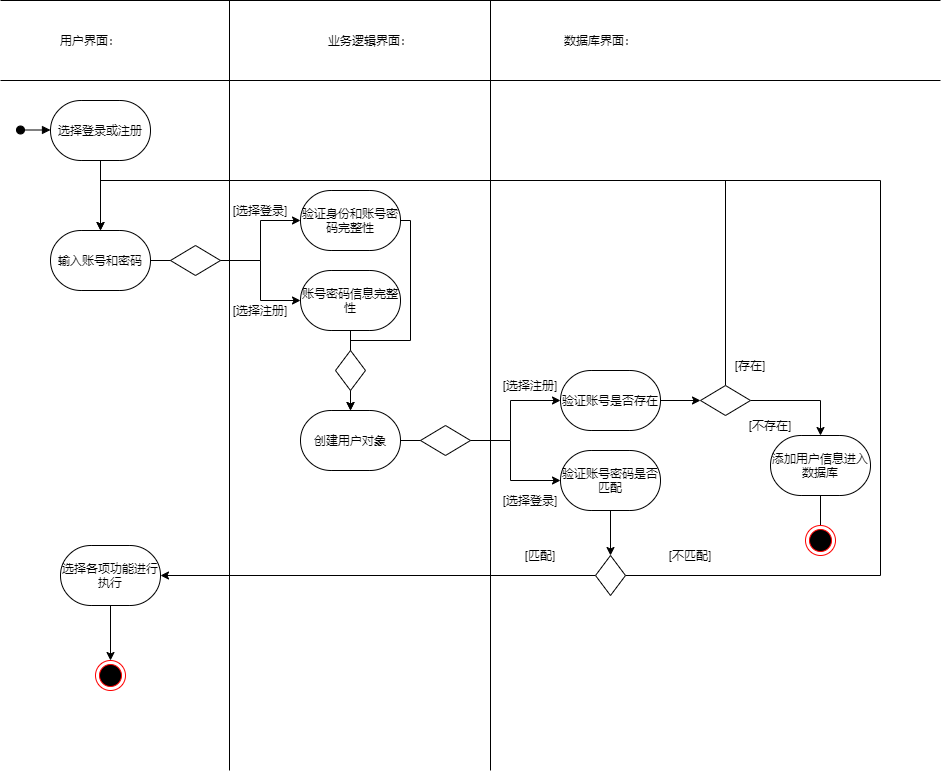 用户界面：
业务逻辑界面：
数据库界面：
选择登录或注册
[选择登录]
验证身份和账号密
码完整性
输入账号和密码
账号密码信息完整
性
[选择注册]
[存在]
[选择注册]
验证账号是否存在
[不存在]
创建用户对象
添加用户信息进入
数据库
验证账号密码是否
匹配
[选择登录]
[匹配]
[不匹配]
选择各项功能进行
执行